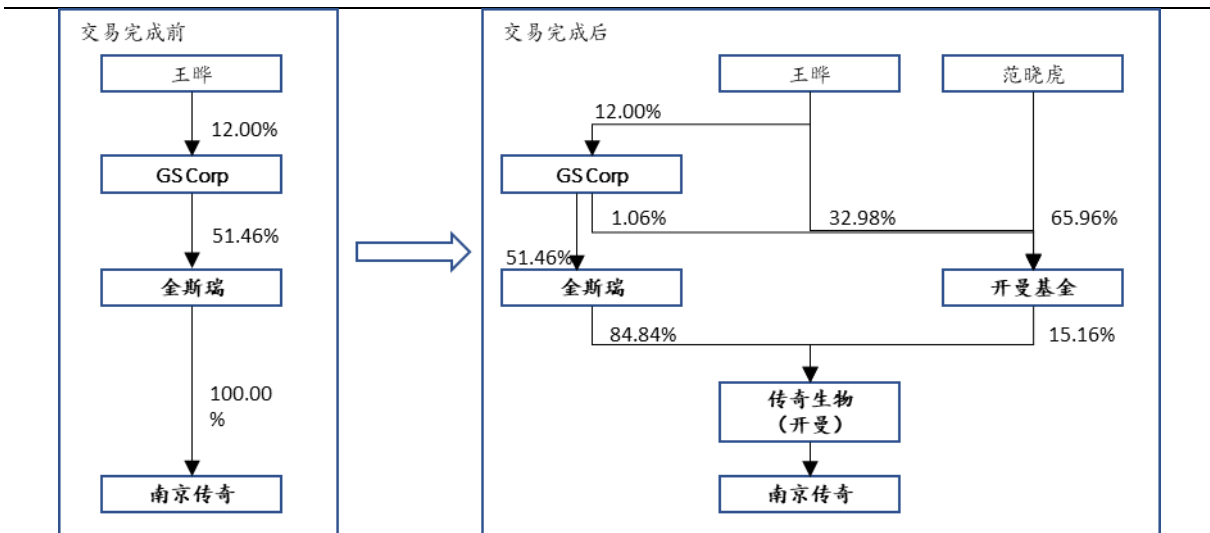 交易完成前
王晔
12.00%
GS Corp
51.46%
金斯瑞
100.00
%
南京传奇
交易完成后
王晔
范晓虎
12.00%
GS Corp
1.06%
32.98%
65.96%
51.46%
金斯瑞
开曼基金
84.84%
15.16%
传奇生物
（开曼）
南京传奇